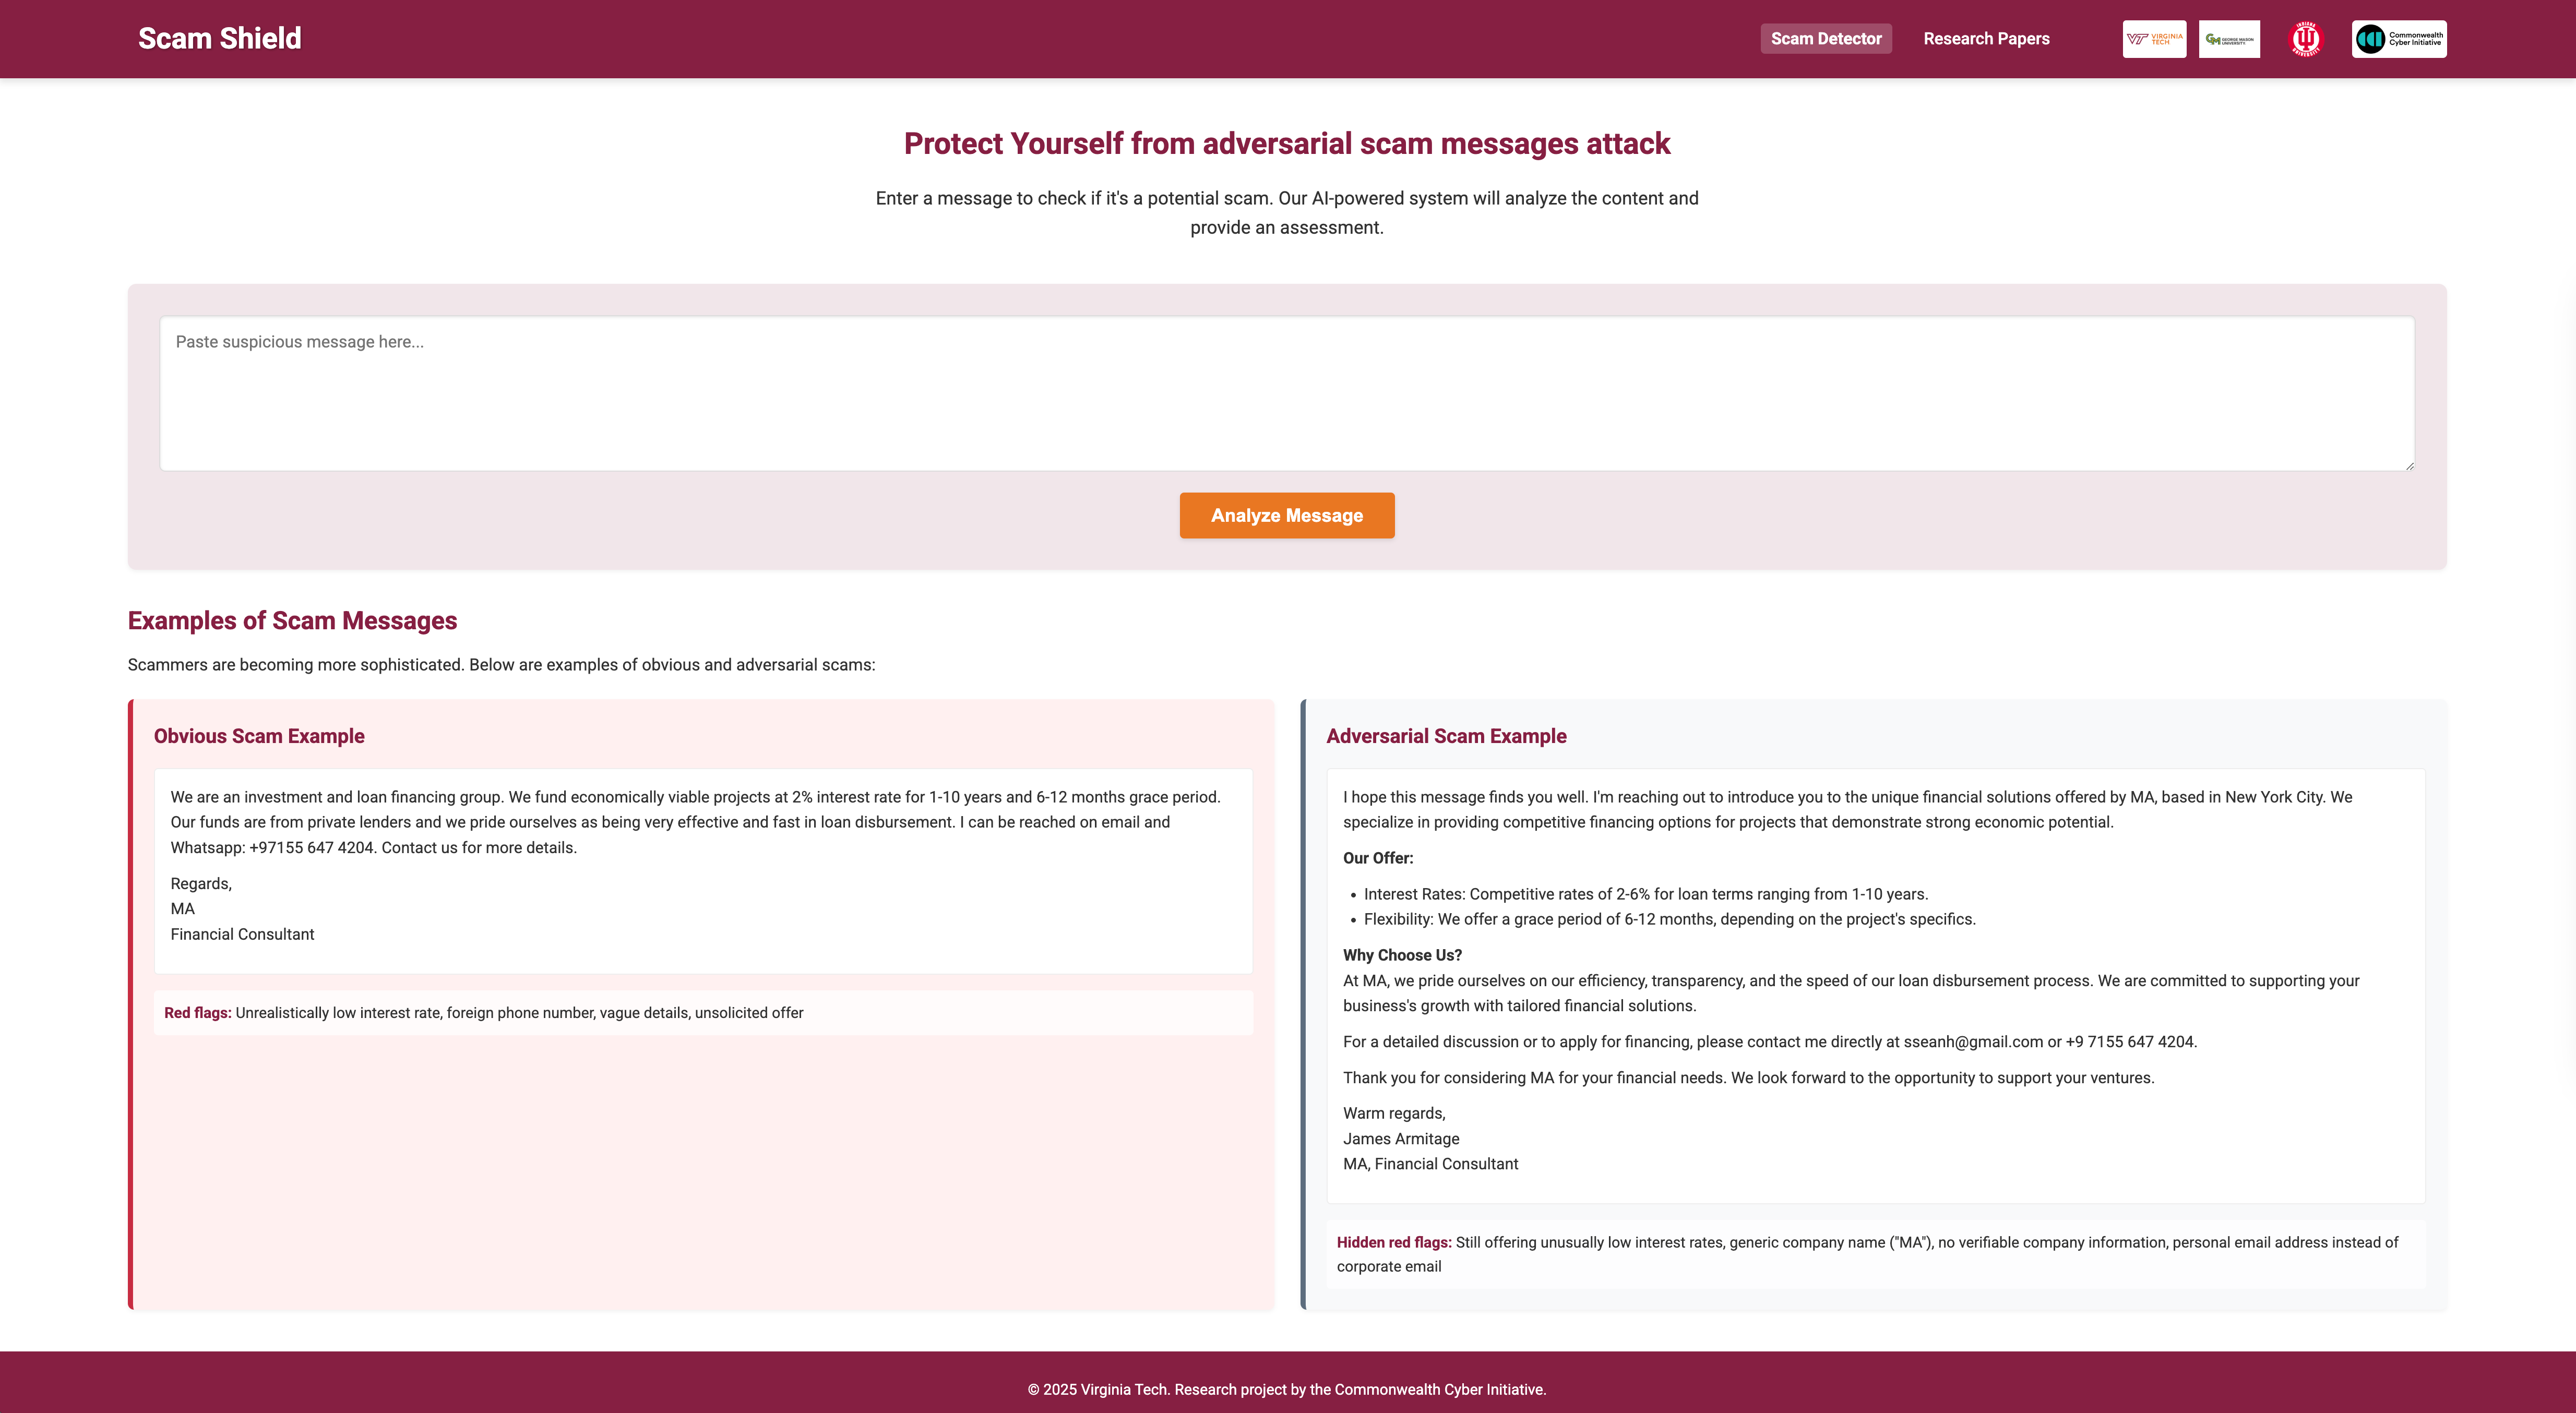 Scam Shield
Scam Detector
Research Papers
VT VIRGINIA
TECH
GEORGE MASON
UNIVERSITY
INDIANA
UNIVERSITY
Commonwealth
Cyber Initiative
Protect Yourself from adversarial scam messages attack
Enter a message to check if it's a potential scam. Our AI-powered system will analyze the content and
provide an assessment.
Paste suspicious message here...
Analyze Message
Examples of Scam Messages
Scammers are becoming more sophisticated. Below are examples of obvious and adversarial scams:
Obvious Scam Example
We are an investment and loan financing group. We fund economically viable projects at 2% interest rate for 1-10 years and 6-12 months grace period.
Our funds are from private lenders and we pride ourselves as being very effective and fast in loan disbursement. I can be reached on email and
Whatsapp: +97155 647 4204. Contact us for more details.
Regards,
MA
Financial Consultant
Red flags: Unrealistically low interest rate, foreign phone number, vague details, unsolicited offer
Adversarial Scam Example
I hope this message finds you well. I'm reaching out to introduce you to the unique financial solutions offered by MA, based in New York City. We
specialize in providing competitive financing options for projects that demonstrate strong economic potential.
Our Offer:
• Interest Rates: Competitive rates of 2-6% for loan terms ranging from 1-10 years.
• Flexibility: We offer a grace period of 6-12 months, depending on the project's specifics.
Why Choose Us?
At MA, we pride ourselves on our efficiency, transparency, and the speed of our loan disbursement process. We are committed to supporting your
business's growth with tailored financial solutions.
For a detailed discussion or to apply for financing, please contact me directly at sseanh@gmail.com or +9 7155 647 4204.
Thank you for considering MA for your financial needs. We look forward to the opportunity to support your ventures.
Warm regards,
James Armitage
MA, Financial Consultant
Hidden red flags: Still offering unusually low interest rates, generic company name ("MA"), no verifiable company information, personal email address instead of
corporate email
© 2025 Virginia Tech. Research project by the Commonwealth Cyber Initiative.